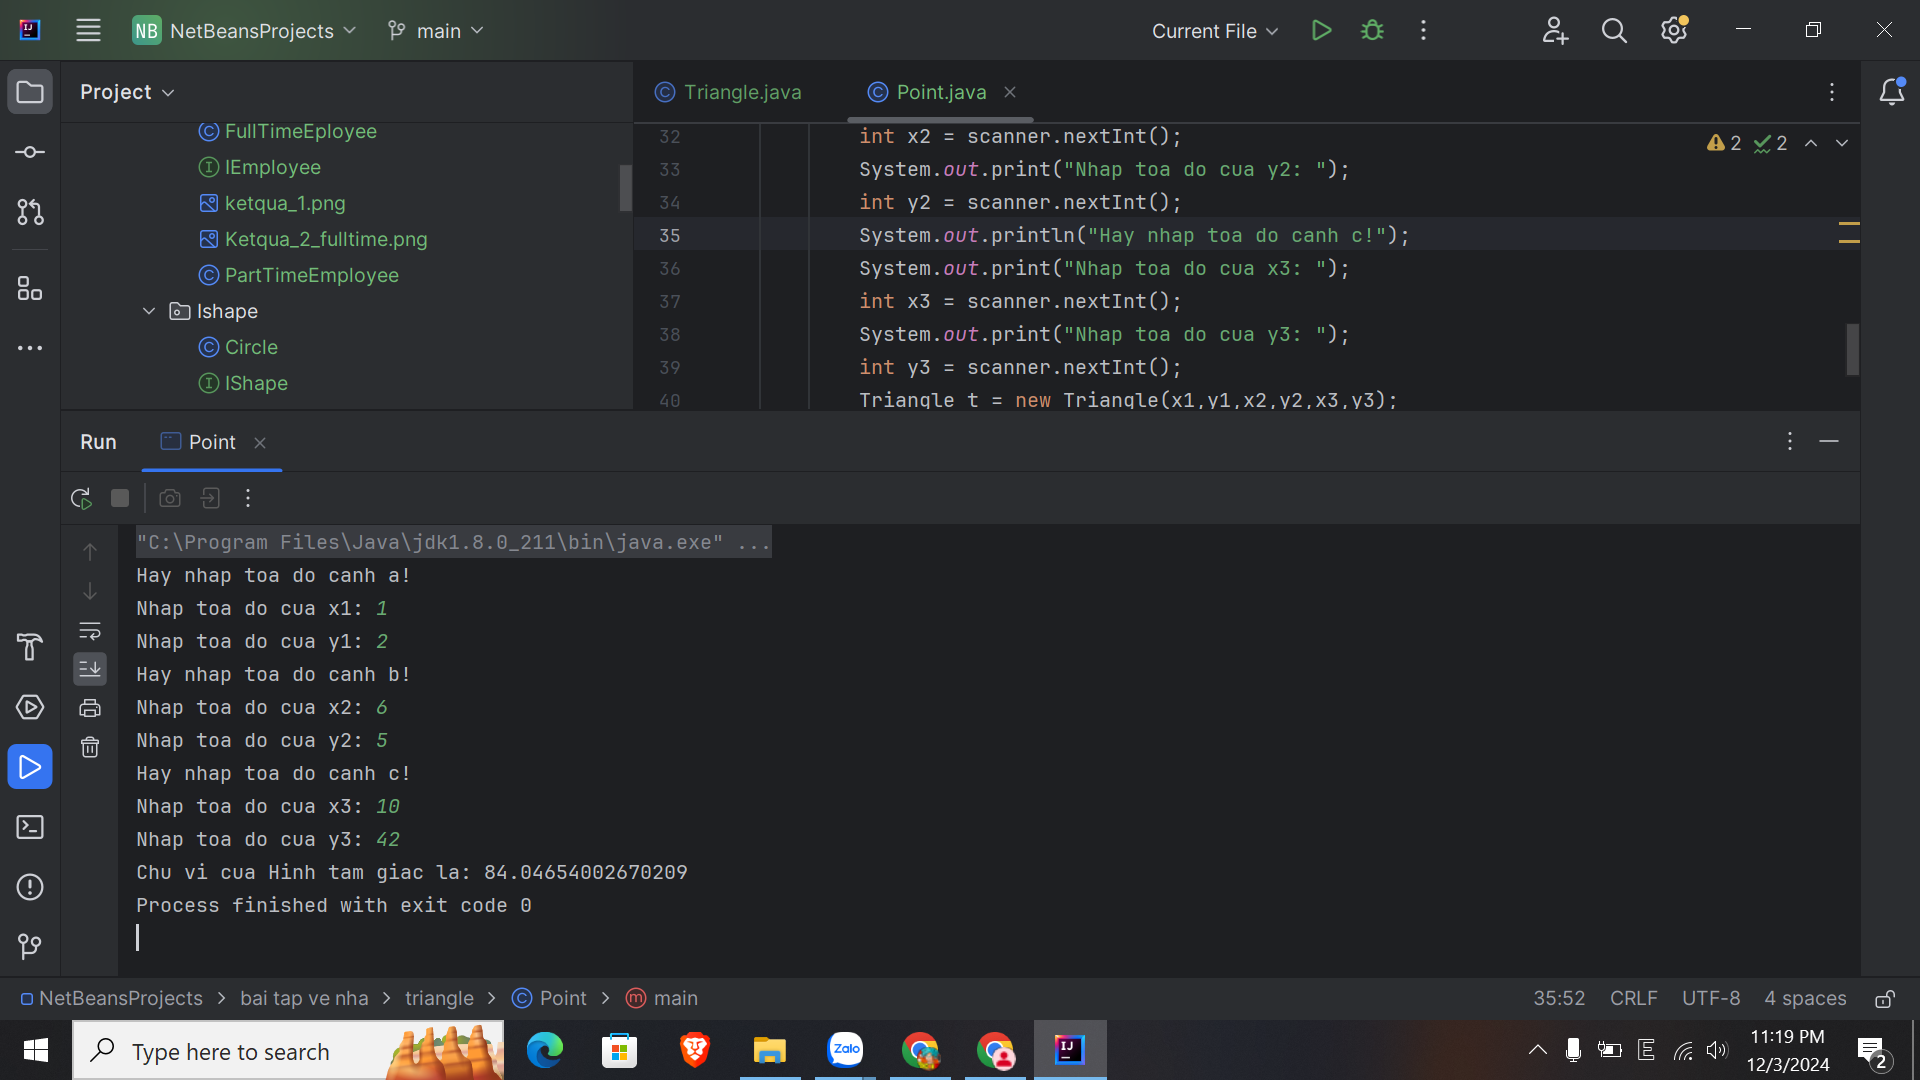 NB NetBeansProjects main Current File
Project
Triangle.java Point.java
FullTimeEployee
IEmployee
ketqua_1.png
Ketqua_2_fulltime.png
PartTimeEmployee
Ishape
Circle
IShape
32 int x2 = scanner.nextInt();
33 System.out.print("Nhap toa do cua y2: ");
34 int y2 = scanner.nextInt();
35 System.out.println("Hay nhap toa do canh c!");
36 System.out.print("Nhap toa do cua x3: ");
37 int x3 = scanner.nextInt();
38 System.out.print("Nhap toa do cua y3: ");
39 int y3 = scanner.nextInt();
40 Triangle t = new Triangle(x1,y1,x2,y2,x3,y3);
2 2
Run Point
"C:\Program Files\Java\jdk1.8.0_211\bin\java.exe" ...
Hay nhap toa do canh a!
Nhap toa do cua x1: 1
Nhap toa do cua y1: 2
Hay nhap toa do canh b!
Nhap toa do cua x2: 6
Nhap toa do cua y2: 5
Hay nhap toa do canh c!
Nhap toa do cua x3: 10
Nhap toa do cua y3: 42
Chu vi cua Hinh tam giac la: 84.04654002670209
Process finished with exit code 0
NetBeansProjects > bai tap ve nha > triangle > Point > main
35:52 CRLF UTF-8 4 spaces
Type here to search
Zalo
11:19 PM
12/3/2024
2